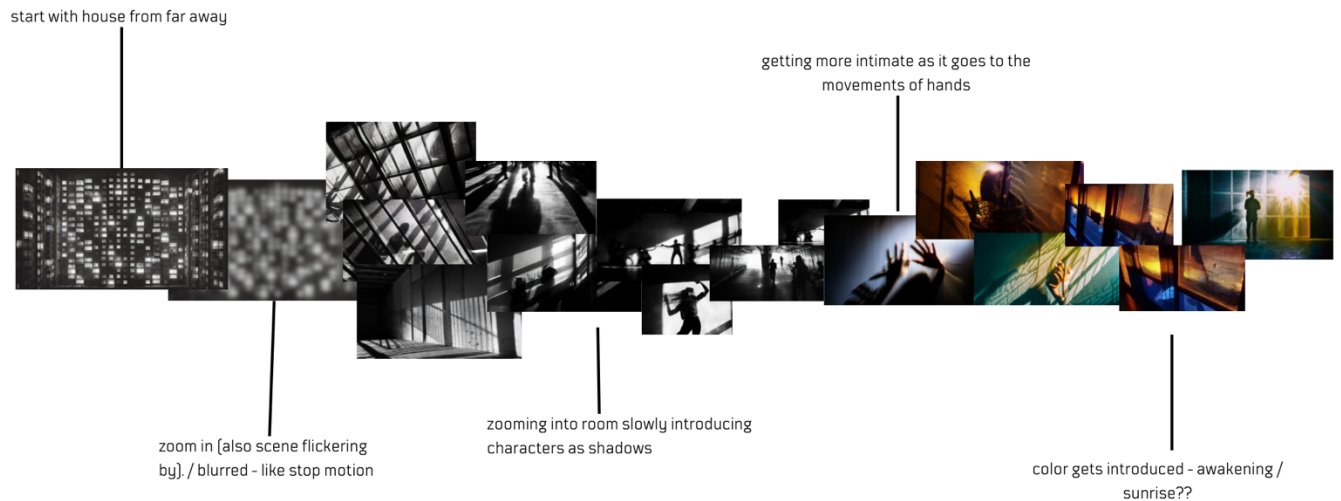 start with house from far away
getting more intimate as it goes to the
movements of hands
zoom in (also scene flickering
by). / blurred - like stop motion
zooming into room slowly introducing
characters as shadows
color gets introduced - awakening /
sunrise??